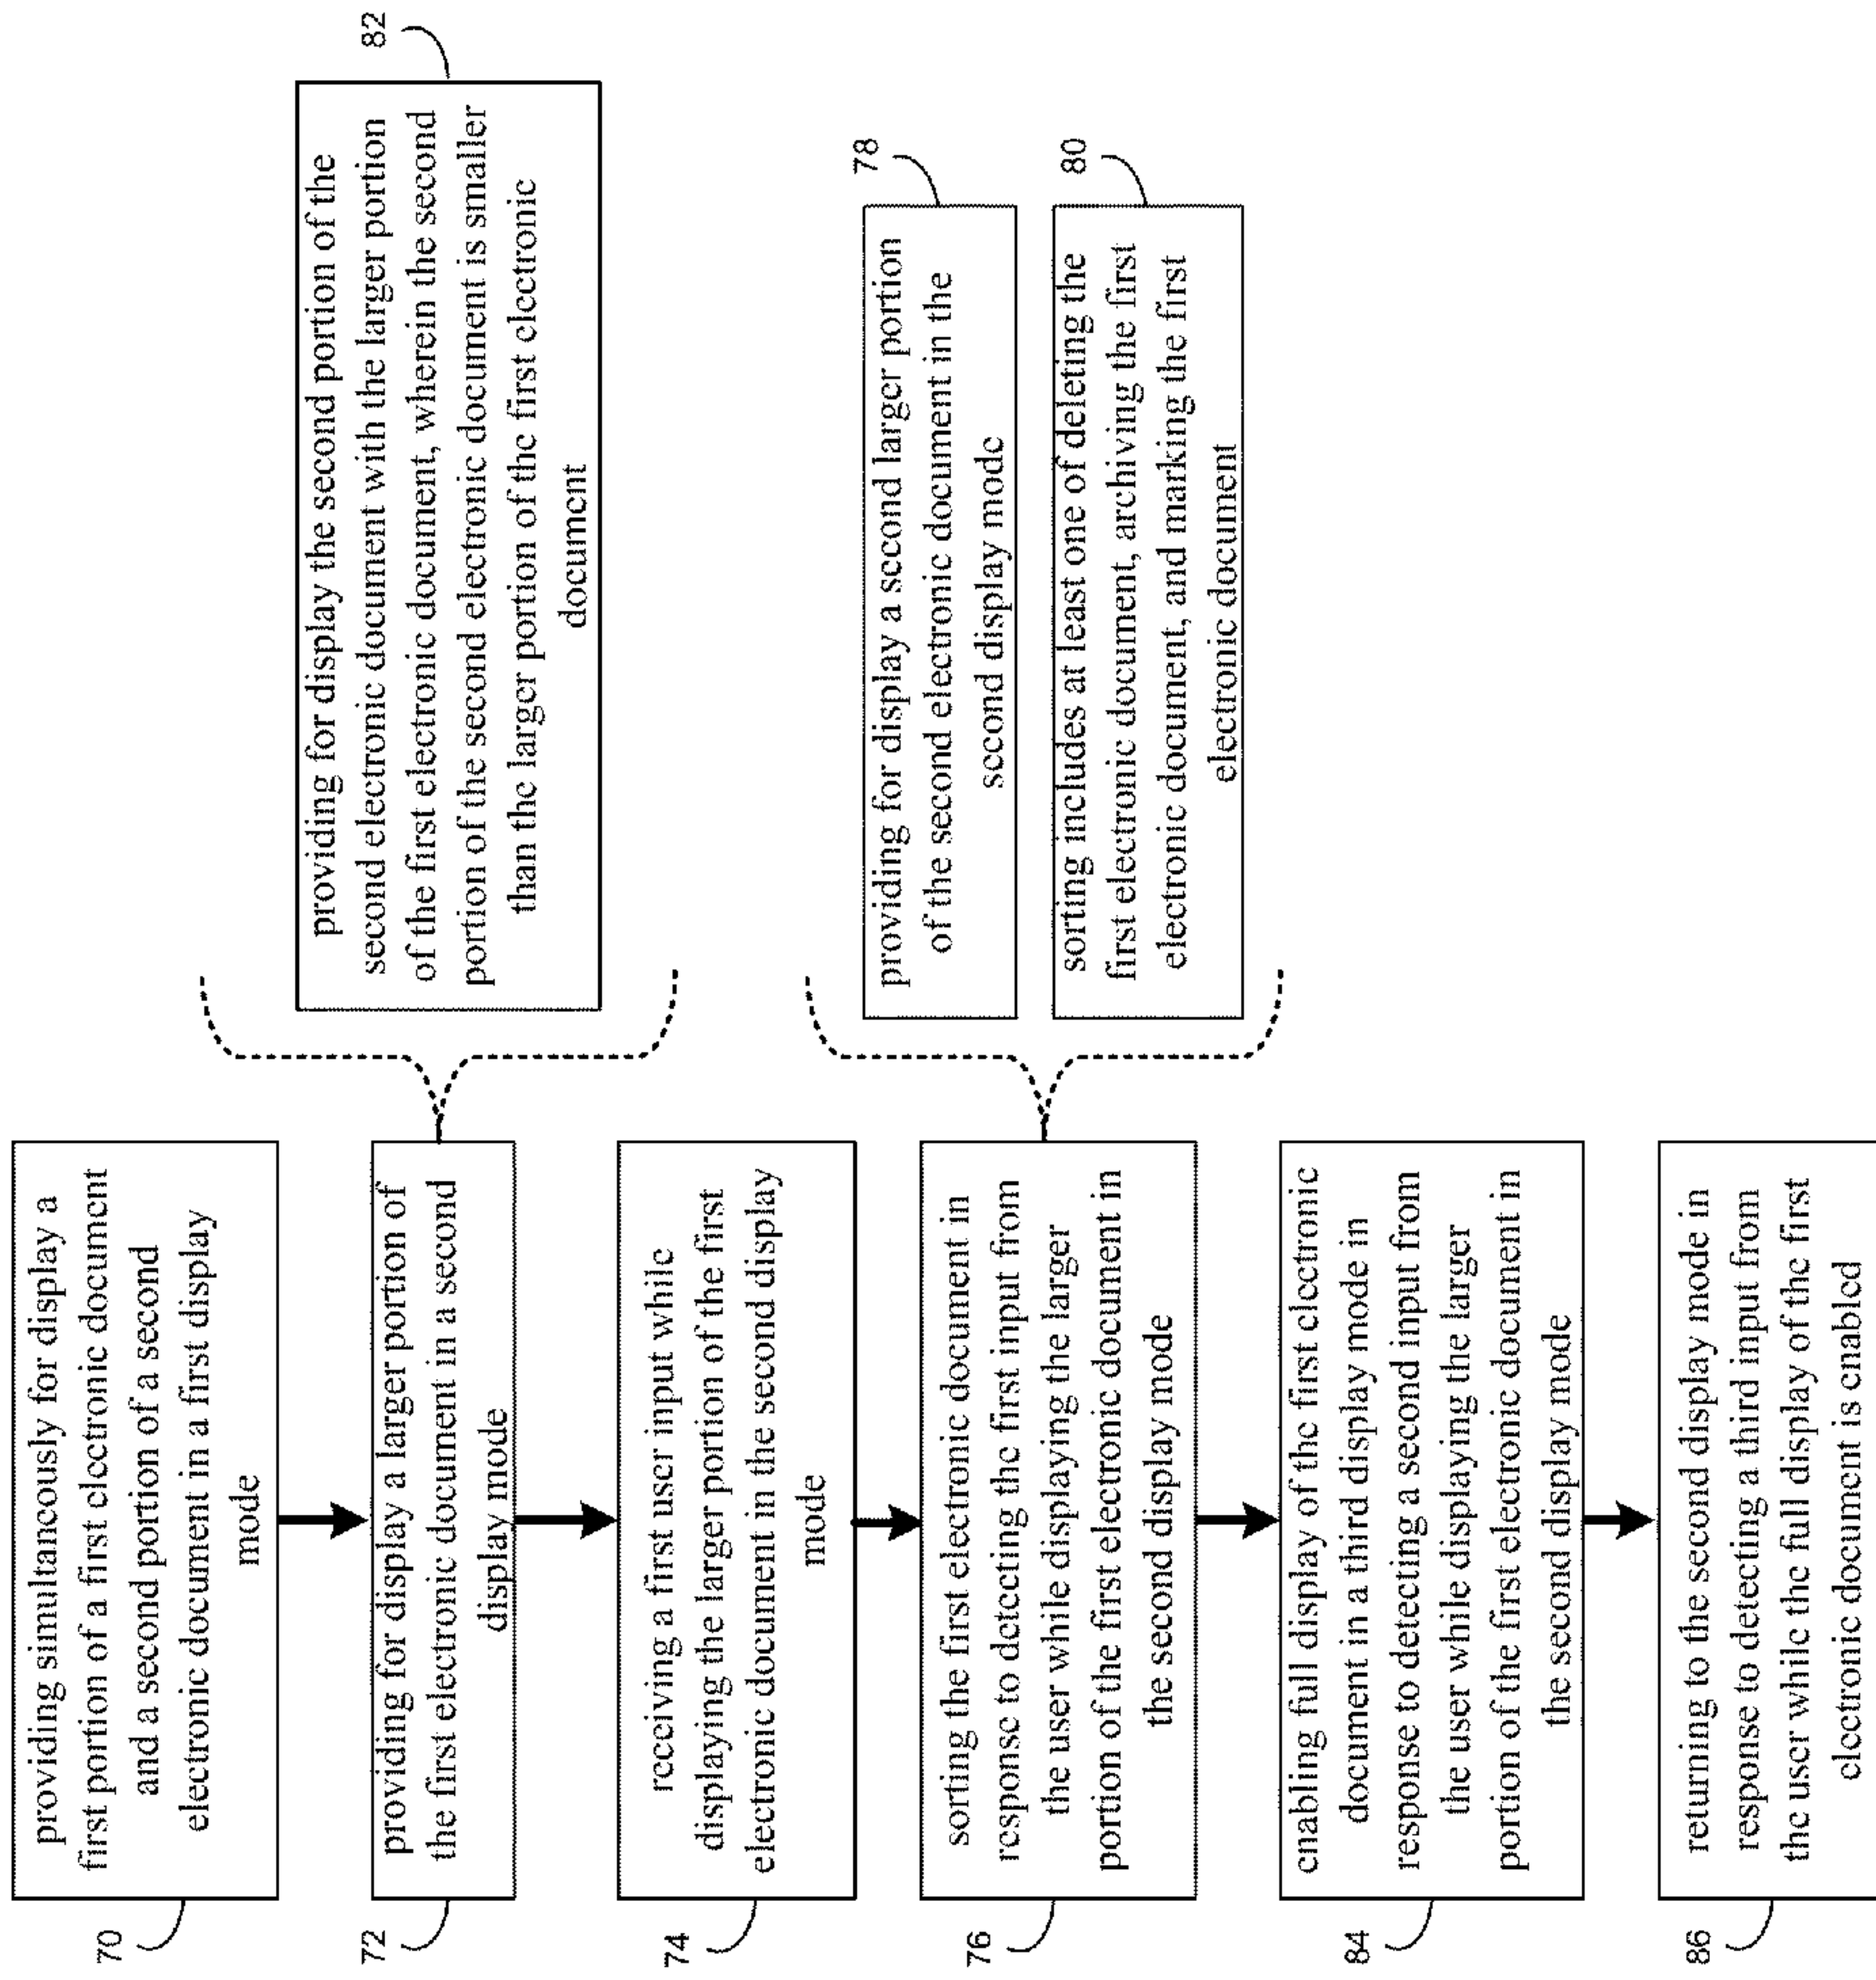 70
providing simultaneously for display a
first portion of a first electronic document
and a second portion of a second
electronic document in a first display
mode
72
providing for display a larger portion of
the first electronic document in a second
display mode
82
providing for display the second portion of the
second electronic document with the larger portion
of the first electronic document, wherein the second
portion of the second electronic document is smaller
than the larger portion of the first electronic
document
74
receiving a first user input while
displaying the larger portion of the first
electronic document in the second display
mode
76
sorting the first electronic document in
response to detecting the first input from
the user while displaying the larger
portion of the first electronic document in
the second display mode
78
providing for display a second larger portion
of the second electronic document in the
second display mode
80
sorting includes at least one of deleting the
first electronic document, archiving the first
electronic document, and marking the first
electronic document
84
enabling full display of the first electronic
document in a third display mode in
response to detecting a second input from
the user while displaying the larger
portion of the first electronic document in
the second display mode
86
returning to the second display mode in
response to detecting a third input from
the user while the full display of the first
electronic document is enabled